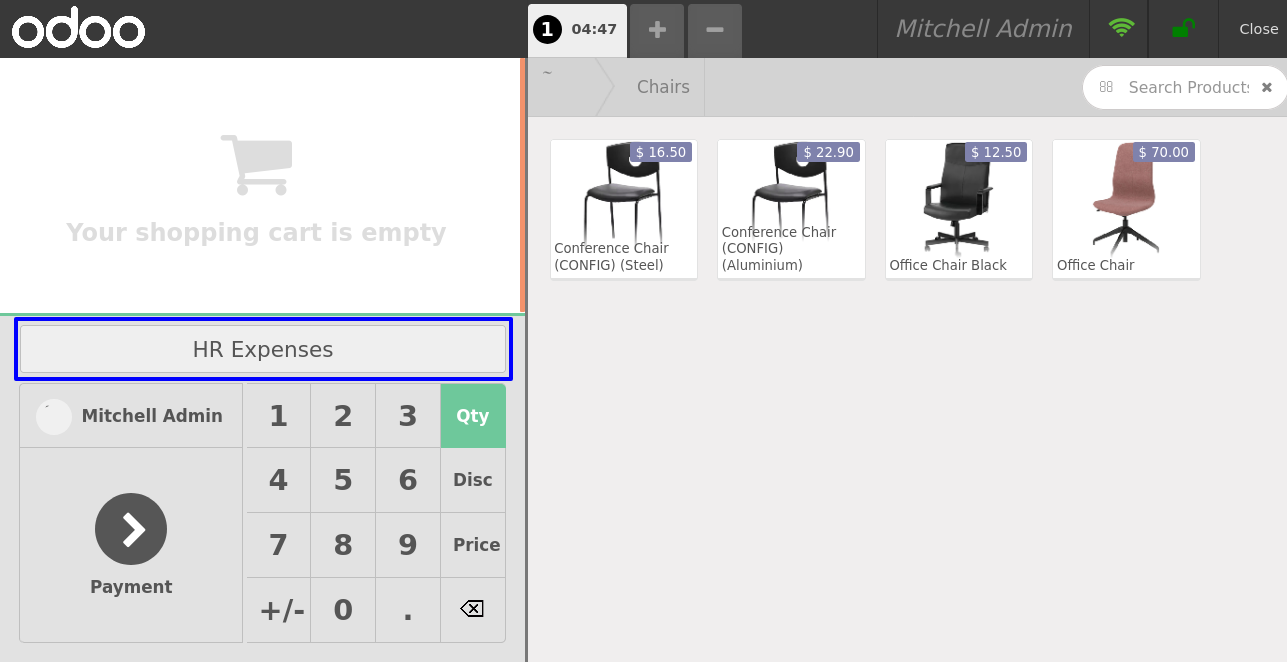 odoo
1 04:47
Mitchell Admin
Close
~
Chairs
Search Products
Your shopping cart is empty
$ 16.50
Conference Chair
(CONFIG) (Steel)
$ 22.90
Conference Chair
(CONFIG)
(Aluminium)
$ 12.50
Office Chair Black
$ 70.00
Office Chair
HR Expenses
Mitchell Admin
Payment
1 2 3 Qty
4 5 6 Disc
7 8 9 Price
+/- 0 .